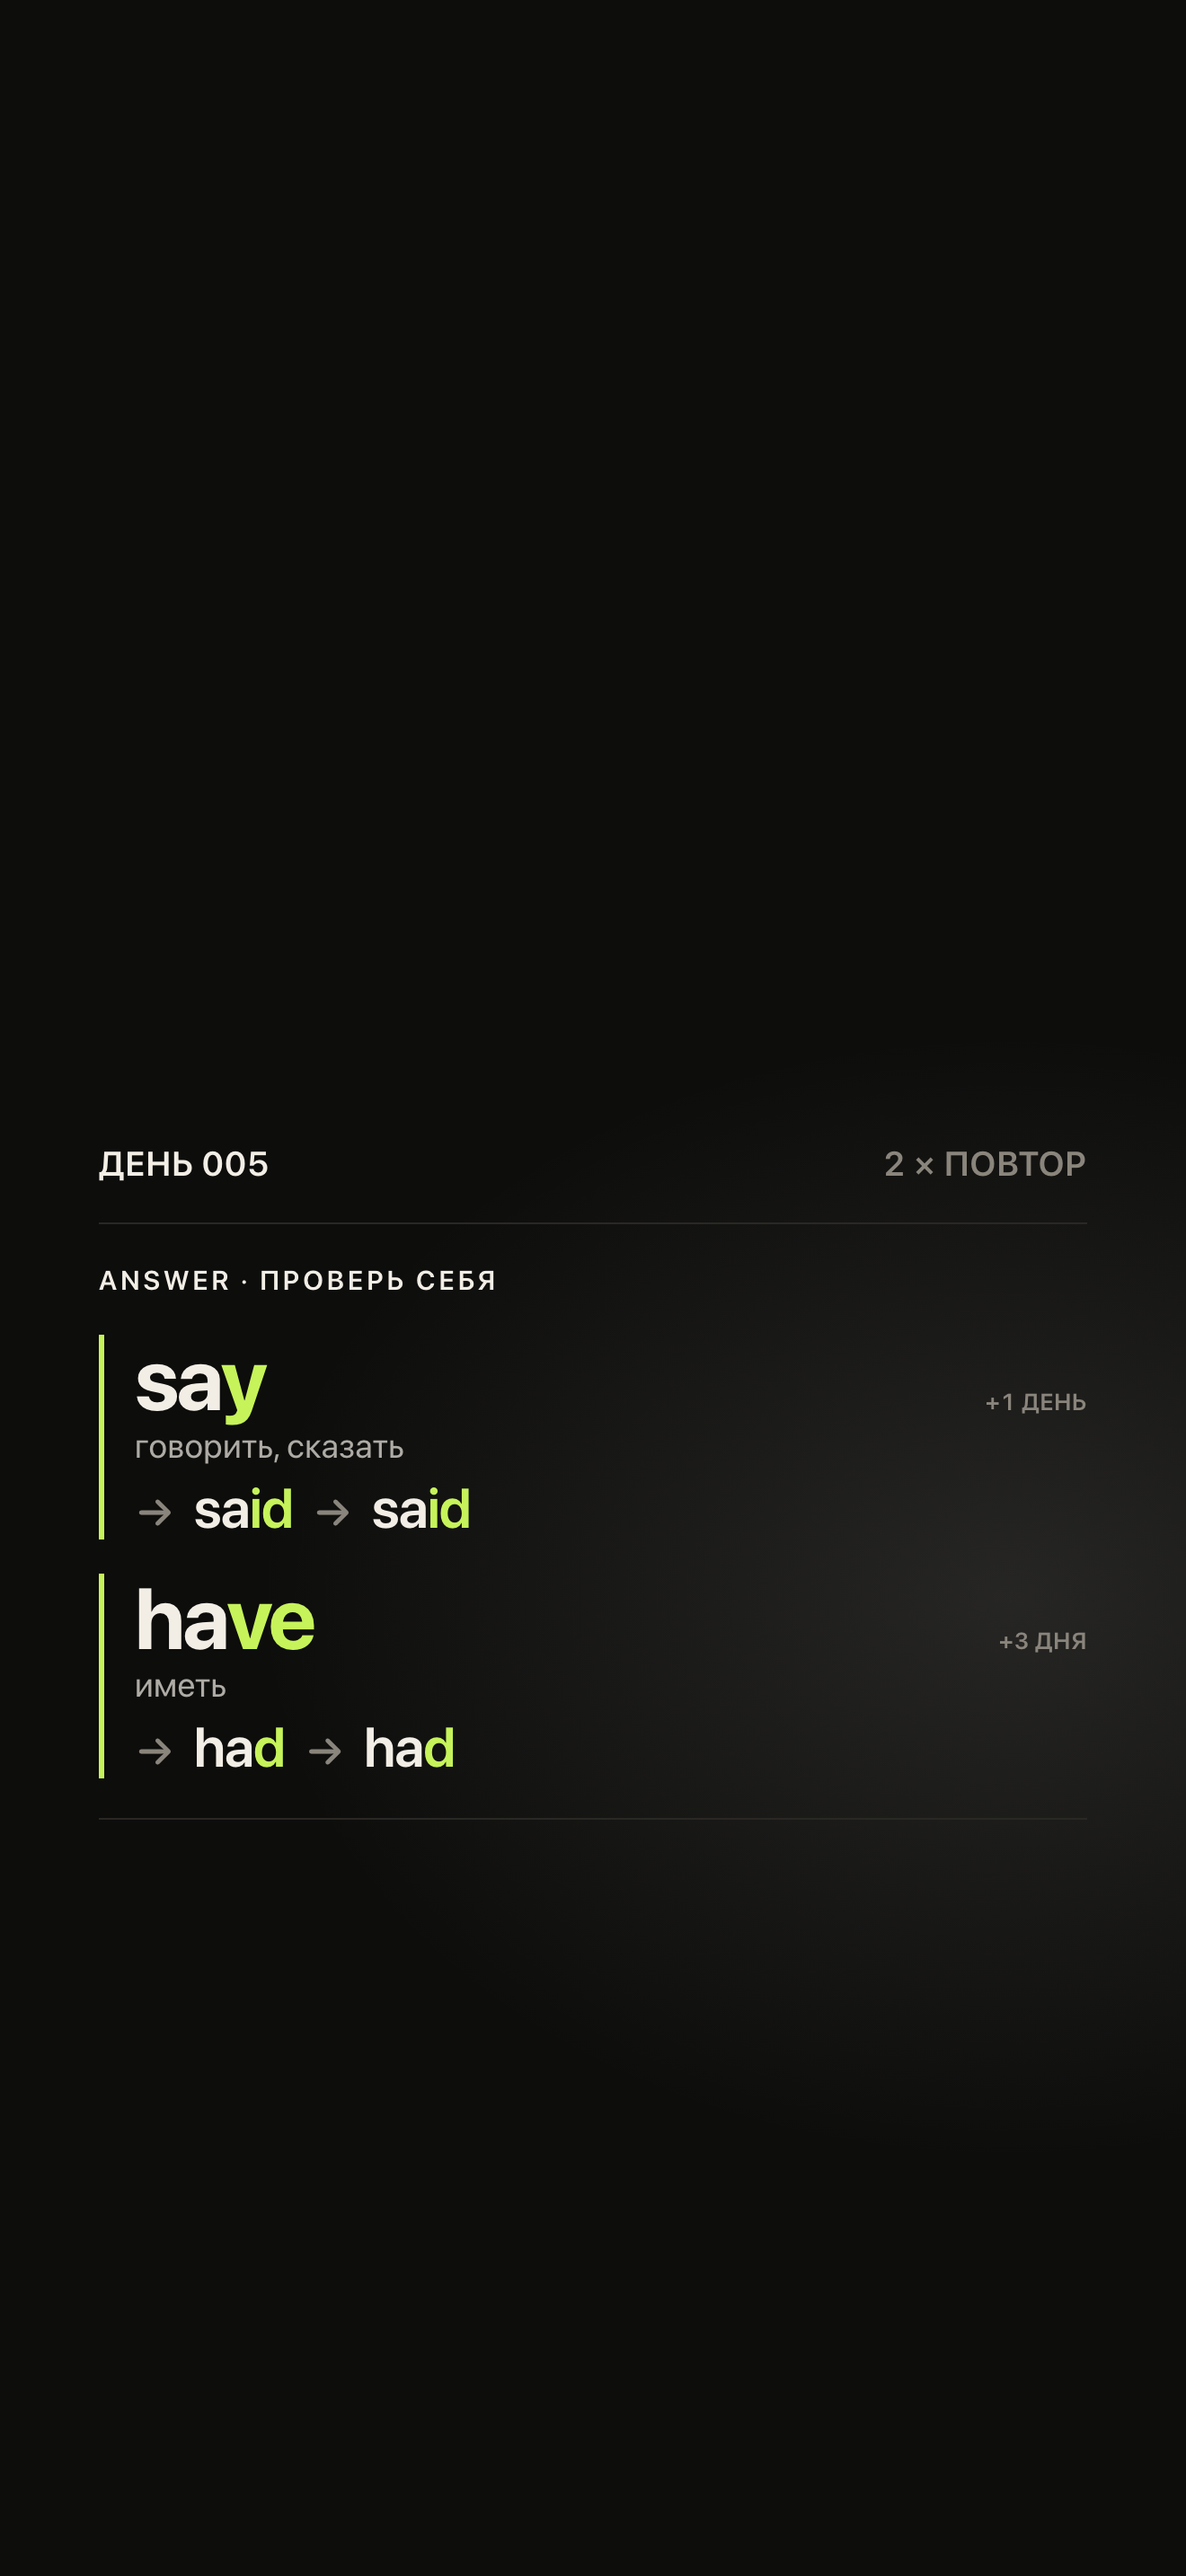 ДЕНЬ 005
2 × ПОВТОР
ANSWER · ПРОВЕРЬ СЕБЯ
say
+1 ДЕНЬ
говорить, сказать
→ said → said
have
+3 ДНЯ
иметь
→ had → had